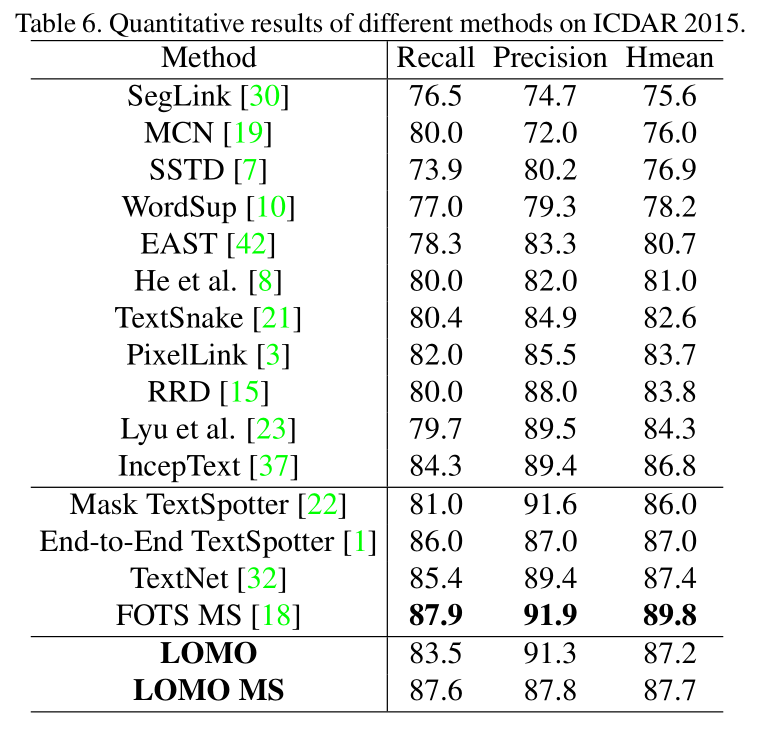 Table 6. Quantitative results of different methods on ICDAR 2015.
Method Recall Precision Hmean
SegLink [30] 76.5 74.7 75.6
MCN [19] 80.0 72.0 76.0
SSTD [7] 73.9 80.2 76.9
WordSup [10] 77.0 79.3 78.2
EAST [42] 78.3 83.3 80.7
He et al. [8] 80.0 82.0 81.0
TextSnake [21] 80.4 84.9 82.6
PixelLink [3] 82.0 85.5 83.7
RRD [15] 80.0 88.0 83.8
Lyu et al. [23] 79.7 89.5 84.3
IncepText [37] 84.3 89.4 86.8
Mask TextSpotter [22] 81.0 91.6 86.0
End-to-End TextSpotter [1] 86.0 87.0 87.0
TextNet [32] 85.4 89.4 87.4
FOTS MS [18] 87.9 91.9 89.8
LOMO 83.5 91.3 87.2
LOMO MS 87.6 87.8 87.7